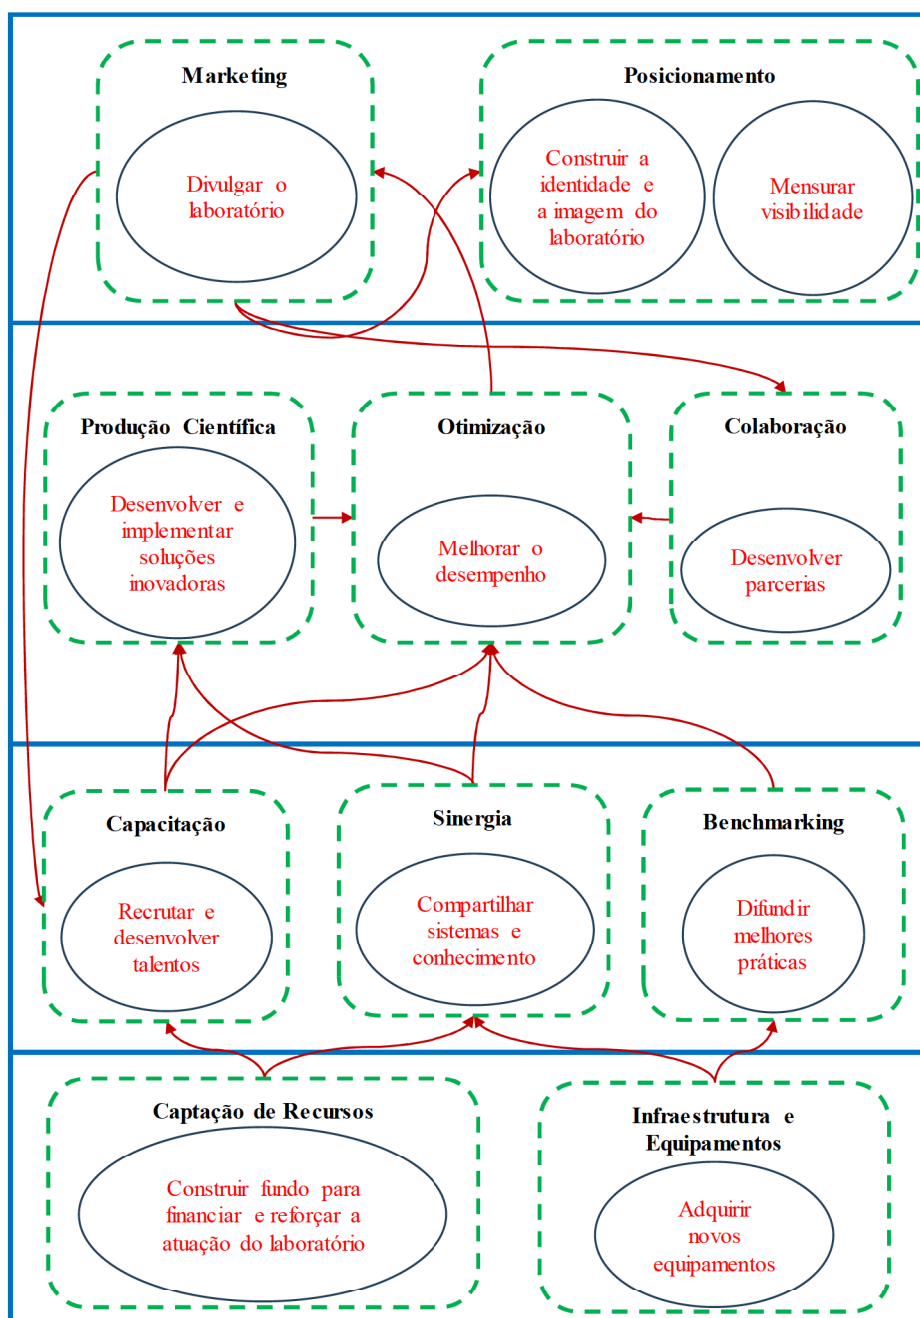 Marketing
Divulgar o
laboratório
Posicionamento
Construir a
identidade e
a imagem do
laboratório
Mensurar
visibilidade
Produção Científica
Desenvolver e
implementar
soluções
inovadoras
Otimização
Melhorar o
desempenho
Colaboração
Desenvolver
parcerias
Capacitação
Recrutar e
desenvolver
talentos
Sinergia
Compartilhar
sistemas e
conhecimento
Benchmarking
Difundir
melhores
práticas
Captação de Recursos
Construir fundo para
financiar e reforçar a
atuação do laboratório
Infraestrutura e
Equipamentos
Adquirir
novos
equipamentos